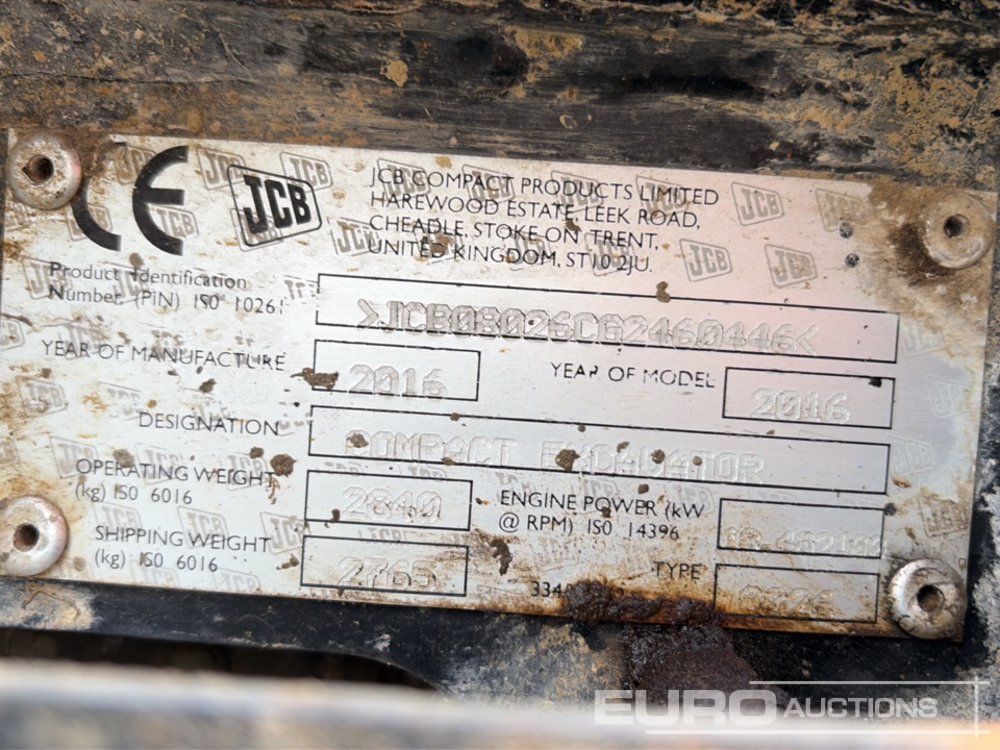 CE JCB
JCB COMPACT PRODUCTS LIMITED
HAREWOOD ESTATE, LEEK ROAD,
CHEADLE, STOKE ON TRENT,
UNITED KINGDOM, ST10 2JU.
Product Identification
Number (PIN) ISO 10261
>JCB08026CG2460446<
YEAR OF MANUFACTURE 2016 YEAR OF MODEL 2016
DESIGNATION COMPACT EXCAVATOR
OPERATING WEIGHT
(kg) ISO 6016
2840
ENGINE POWER (kW
@ RPM) ISO 14396
SHIPPING WEIGHT
(kg) ISO 6016
2765
TYPE 8026
EURO AUCTIONS